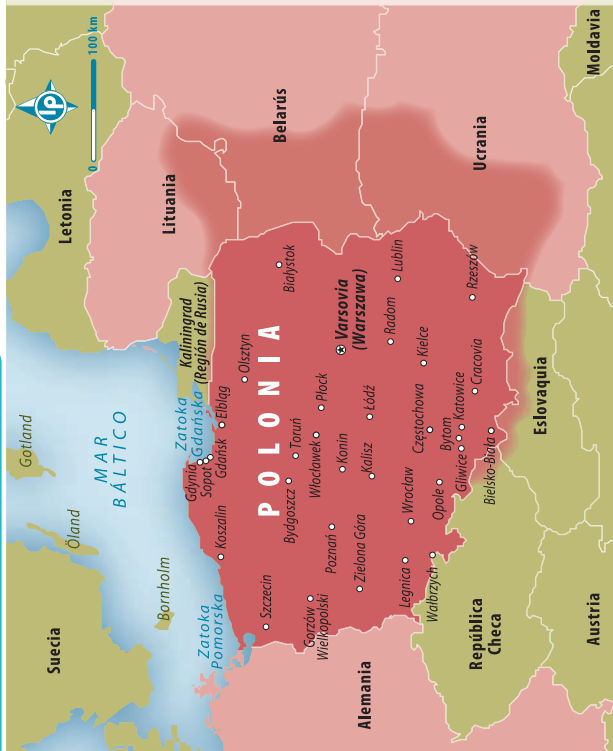 Suecia
Öland
Gotland
Bornholm
MAR
BÁLTICO
Letonia
lp
0
100 km
Lituania
Kaliningrad
(Región de Rusia)
Zatoka
Gdańska
Zatoka
Pomorska
Belarús
Ucrania
Moldavia
Eslovaquia
República
Checa
Austria
Alemania
POLONIA
Gdynia
Sopot
Gdańsk
Elbląg
Olsztyn
Białystok
Koszalin
Szczecin
Bydgoszcz
Toruń
Włocławek
Płock
Gorzów
Wielkopolski
Poznań
Konin
Varsovia
(Warszawa)
Zielona Góra
Kalisz
Łódź
Radom
Lublin
Legnica
Wrocław
Częstochowa
Kielce
Wałbrzych
Opole
Bytom
Gliwice
Katowice
Cracovia
Rzeszów
Bielsko-Biała